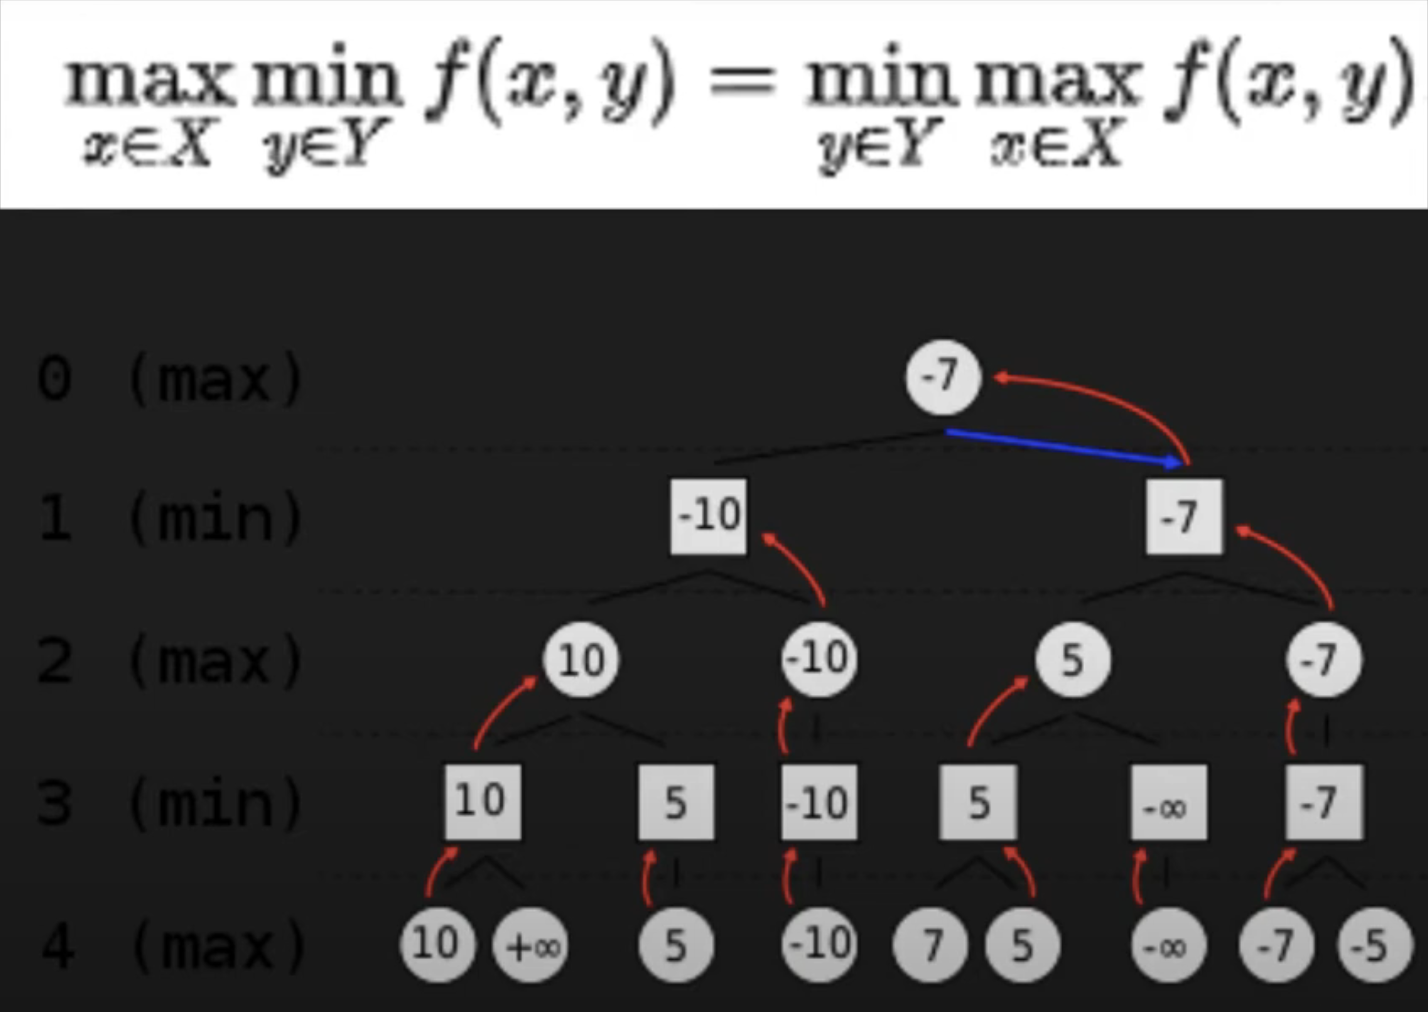 max min f(x, y) = min max f(x, y)
x∈X y∈Y y∈Y x∈X
0 (max) -7
1 (min) -10 -7
2 (max) 10 -10 5 -7
3 (min) 10 5 -10 5 -∞ -7
4 (max) 10 +∞ 5 -10 7 5 -∞ -7 -5